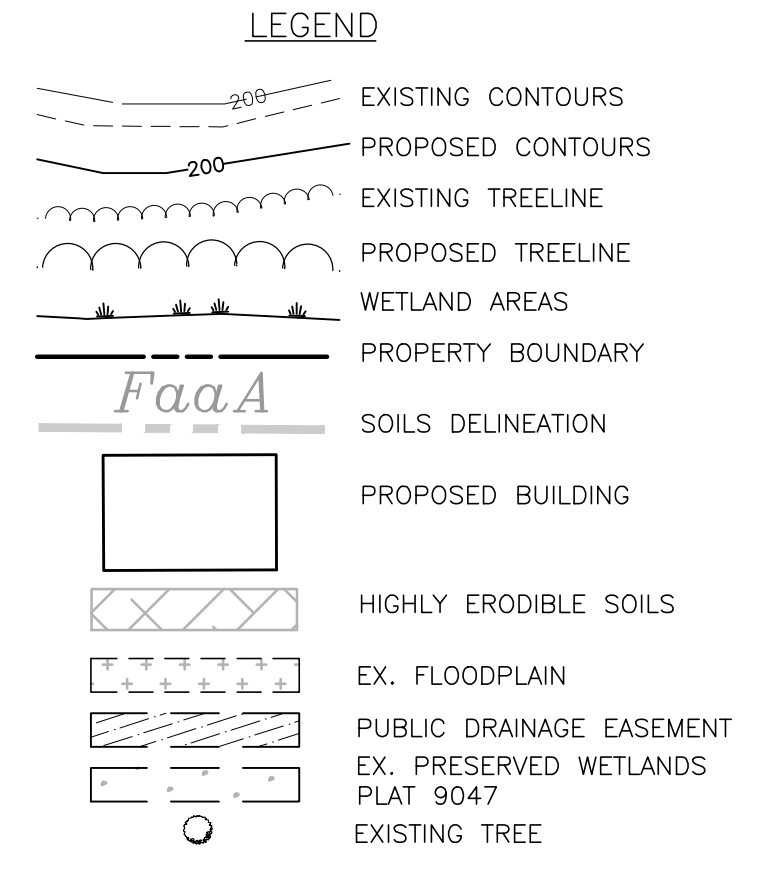 LEGEND
200 EXISTING CONTOURS
200 PROPOSED CONTOURS
EXISTING TREELINE
PROPOSED TREELINE
WETLAND AREAS
PROPERTY BOUNDARY
FaaA
SOILS DELINEATION
PROPOSED BUILDING
HIGHLY ERODIBLE SOILS
EX. FLOODPLAIN
PUBLIC DRAINAGE EASEMENT
EX. PRESERVED WETLANDS
PLAT 9047
EXISTING TREE